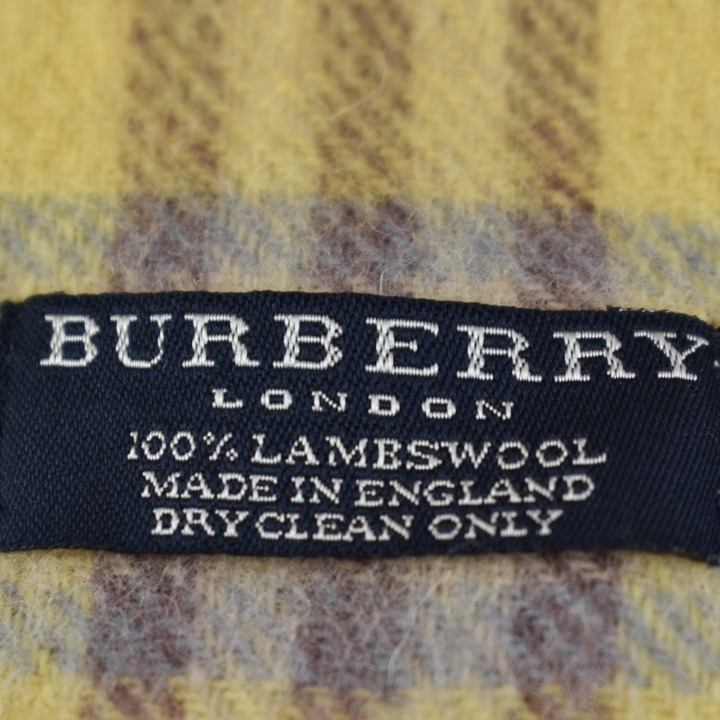 BURBERRY
LONDON
100% LAMBSWOOL
MADE IN ENGLAND
DRY CLEAN ONLY